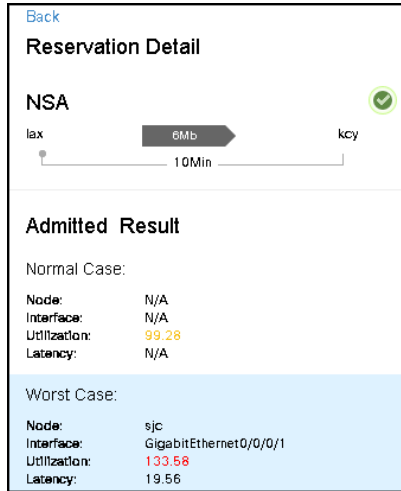 Back
Reservation Detail
NSA
lax 6Mb kcy
10Min
Admitted Result
Normal Case:
Node: N/A
Interface: N/A
Utilization: 99.28
Latency: N/A
Worst Case:
Node: sjc
Interface: GigabitEthernet0/0/0/1
Utilization: 133.58
Latency: 19.56